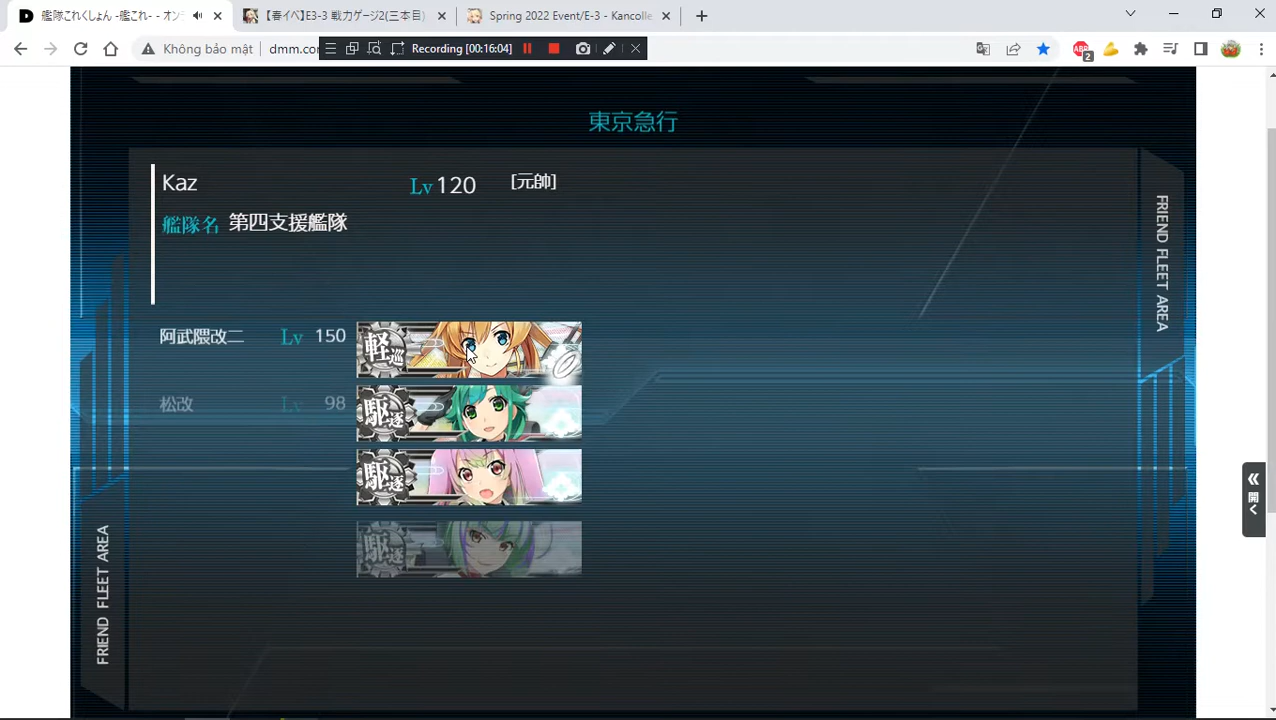 艦隊これくしょん -艦これ- - オン
【春イベ】E3-3 戦力ゲージ2(三本目)
Spring 2022 Event/E-3 - Kancolle
Không bảo mật
dmm.com
Recording [00:16:04]
ABP
2
東京急行
Kaz
Lv 120
[元帥]
艦隊名 第四支援艦隊
FRIEND FLEET AREA
阿武隈改二 Lv 150
軽巡
松改 Lv 98
駆逐
駆逐
駆逐
開
FRIEND FLEET AREA